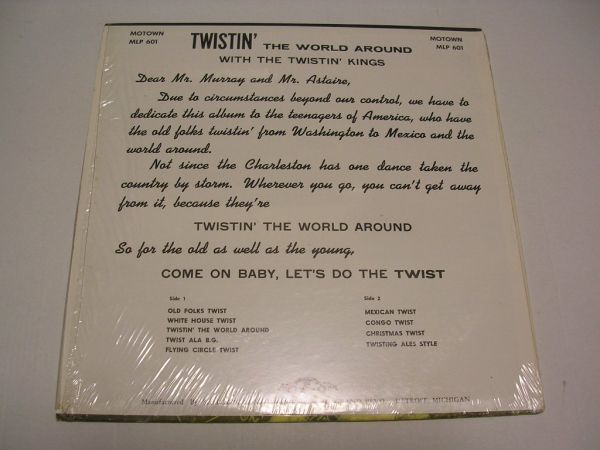 MOTOWN
MLP 601
TWISTIN' THE WORLD AROUND
MOTOWN
MLP 601
WITH THE TWISTIN' KINGS
Dear Mr. Murray and Mr. Astaire,
Due to circumstances beyond our control, we have to
dedicate this album to the teenagers of America, who have
the old folks twistin' from Washington to Mexico and the
world around.
Not since the Charleston has one dance taken the
country by storm. Wherever you go, you can't get away
from it, because they're
TWISTIN' THE WORLD AROUND
So for the old as well as the young,
COME ON BABY, LET'S DO THE TWIST
Side 1
OLD FOLKS TWIST
WHITE HOUSE TWIST
TWISTIN' THE WORLD AROUND
TWIST ALA B.G.
FLYING CIRCLE TWIST
Side 2
MEXICAN TWIST
CONGO TWIST
CHRISTMAS TWIST
TWISTING ALES STYLE
Manufactured By BLVD., DETROIT, MICHIGAN